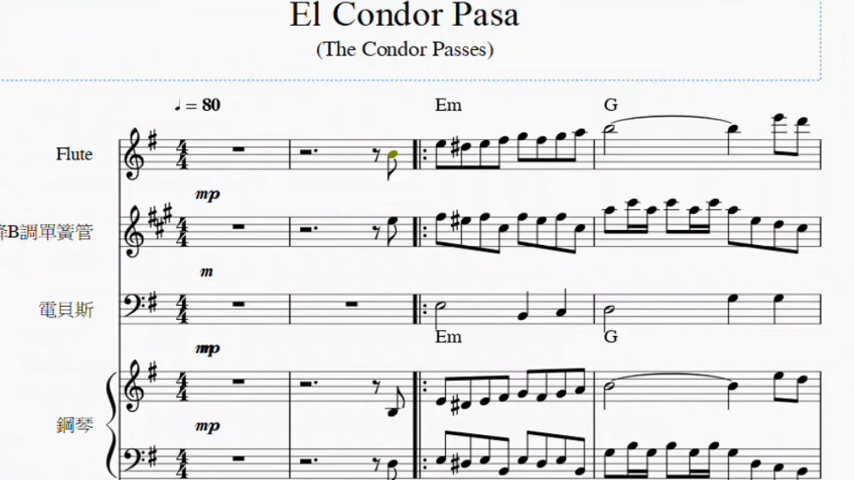 El Condor Pasa
(The Condor Passes)
♩ = 80
Em G
Flute
mp
降B調單簧管
m
電貝斯
Em G
mp
鋼琴
mp